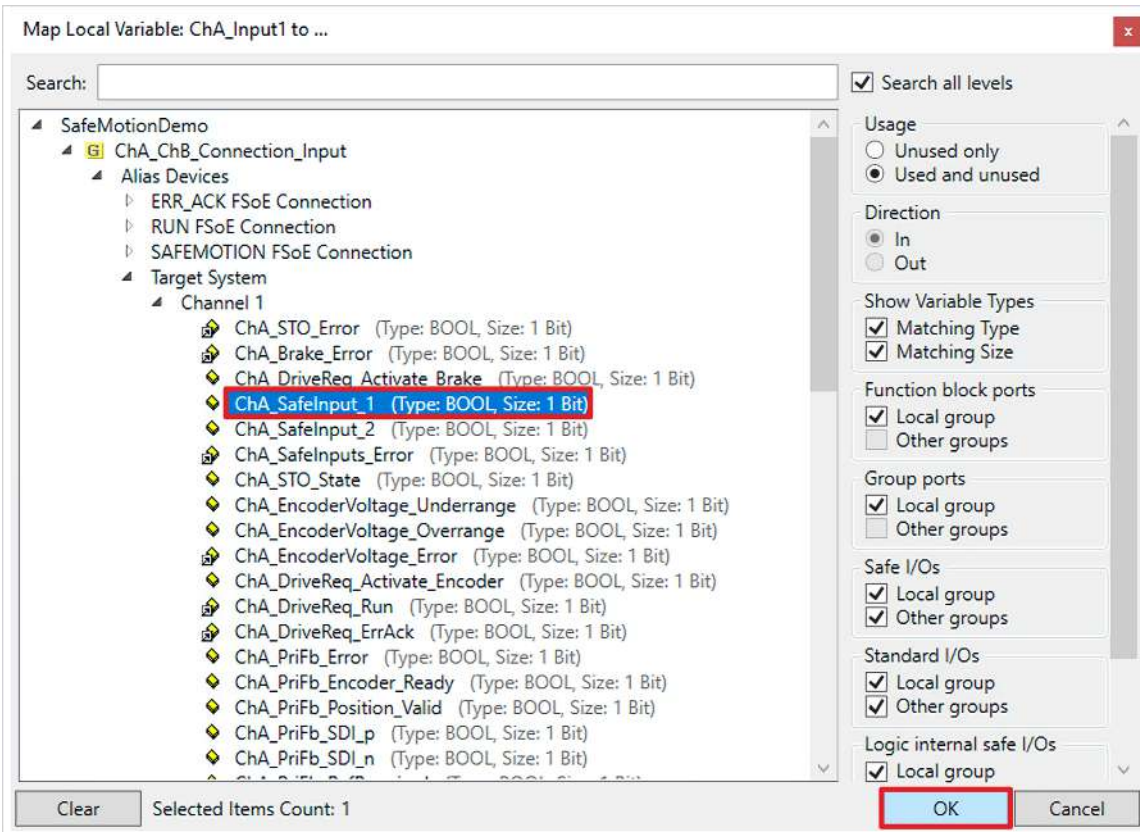 Map Local Variable: ChA_Input1 to ...
x
Search:
Search all levels
SafeMotionDemo
G ChA_ChB_Connection_Input
Alias Devices
ERR_ACK FSoE Connection
RUN FSoE Connection
SAFEMOTION FSoE Connection
Target System
Channel 1
ChA_STO_Error (Type: BOOL, Size: 1 Bit)
ChA_Brake_Error (Type: BOOL, Size: 1 Bit)
ChA_DriveReq_Activate_Brake (Type: BOOL, Size: 1 Bit)
ChA_SafeInput_1 (Type: BOOL, Size: 1 Bit)
ChA_SafeInput_2 (Type: BOOL, Size: 1 Bit)
ChA_SafeInputs_Error (Type: BOOL, Size: 1 Bit)
ChA_STO_State (Type: BOOL, Size: 1 Bit)
ChA_EncoderVoltage_Underrange (Type: BOOL, Size: 1 Bit)
ChA_EncoderVoltage_Overrange (Type: BOOL, Size: 1 Bit)
ChA_EncoderVoltage_Error (Type: BOOL, Size: 1 Bit)
ChA_DriveReq_Activate_Encoder (Type: BOOL, Size: 1 Bit)
ChA_DriveReq_Run (Type: BOOL, Size: 1 Bit)
ChA_DriveReq_ErrAck (Type: BOOL, Size: 1 Bit)
ChA_PriFb_Error (Type: BOOL, Size: 1 Bit)
ChA_PriFb_Encoder_Ready (Type: BOOL, Size: 1 Bit)
ChA_PriFb_Position_Valid (Type: BOOL, Size: 1 Bit)
ChA_PriFb_SDI_p (Type: BOOL, Size: 1 Bit)
ChA_PriFb_SDI_n (Type: BOOL, Size: 1 Bit)
Usage
Unused only
Used and unused
Direction
In
Out
Show Variable Types
Matching Type
Matching Size
Function block ports
Local group
Other groups
Group ports
Local group
Other groups
Safe I/Os
Local group
Other groups
Standard I/Os
Local group
Other groups
Logic internal safe I/Os
Local group
Clear
Selected Items Count: 1
OK
Cancel